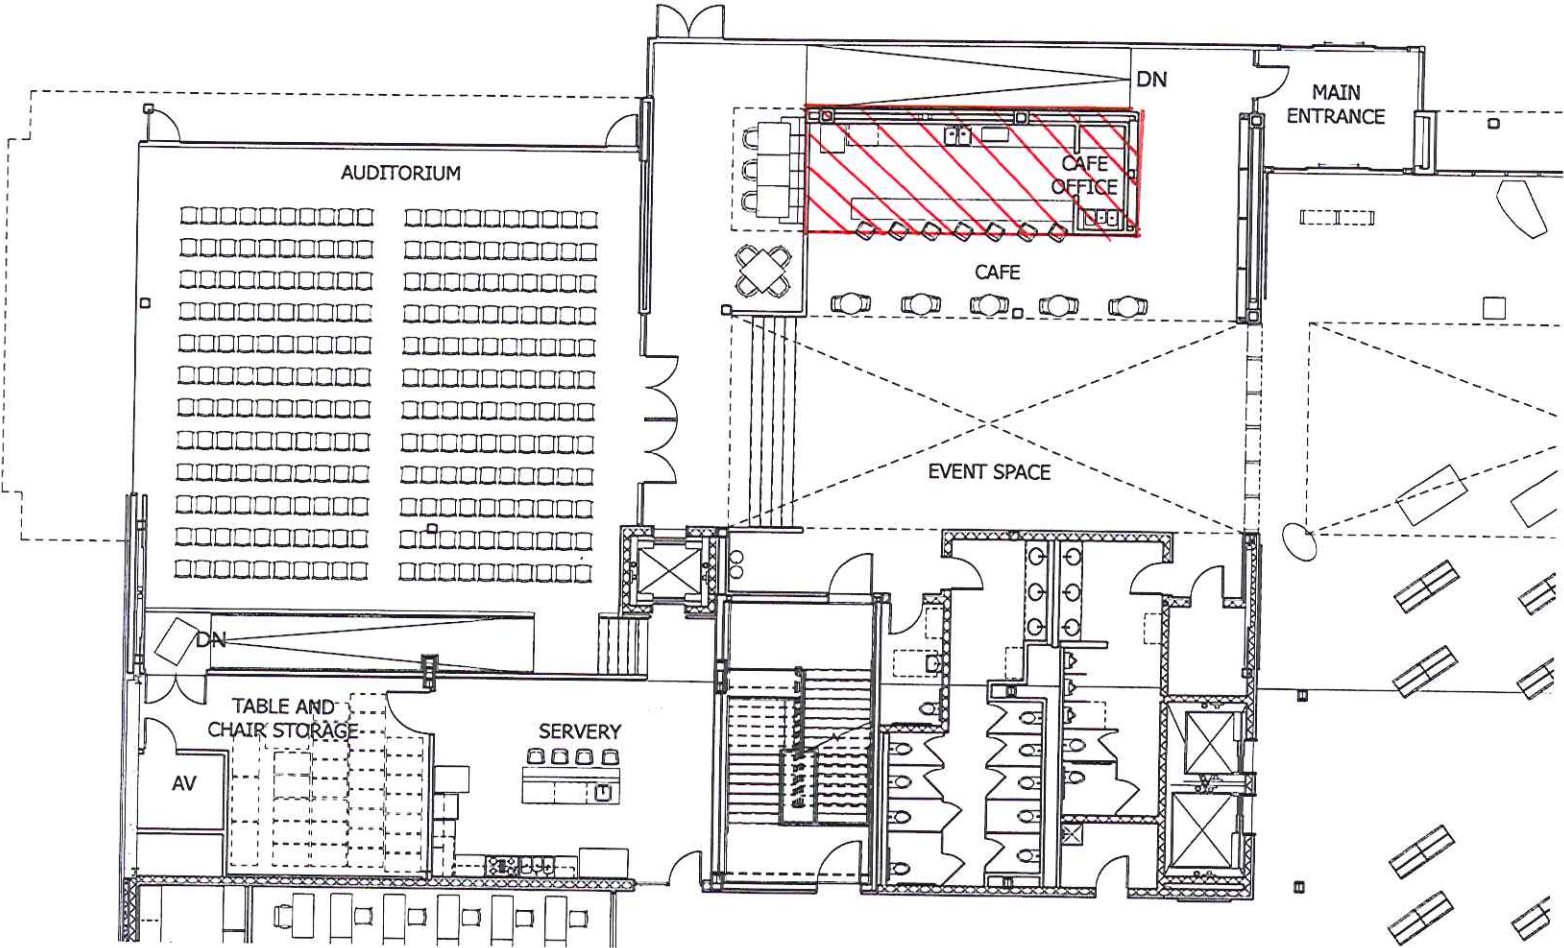 DN
MAIN
ENTRANCE
AUDITORIUM
CAFE
OFFICE
CAFE
EVENT SPACE
DN
TABLE AND
CHAIR STORAGE
SERVERY
AV